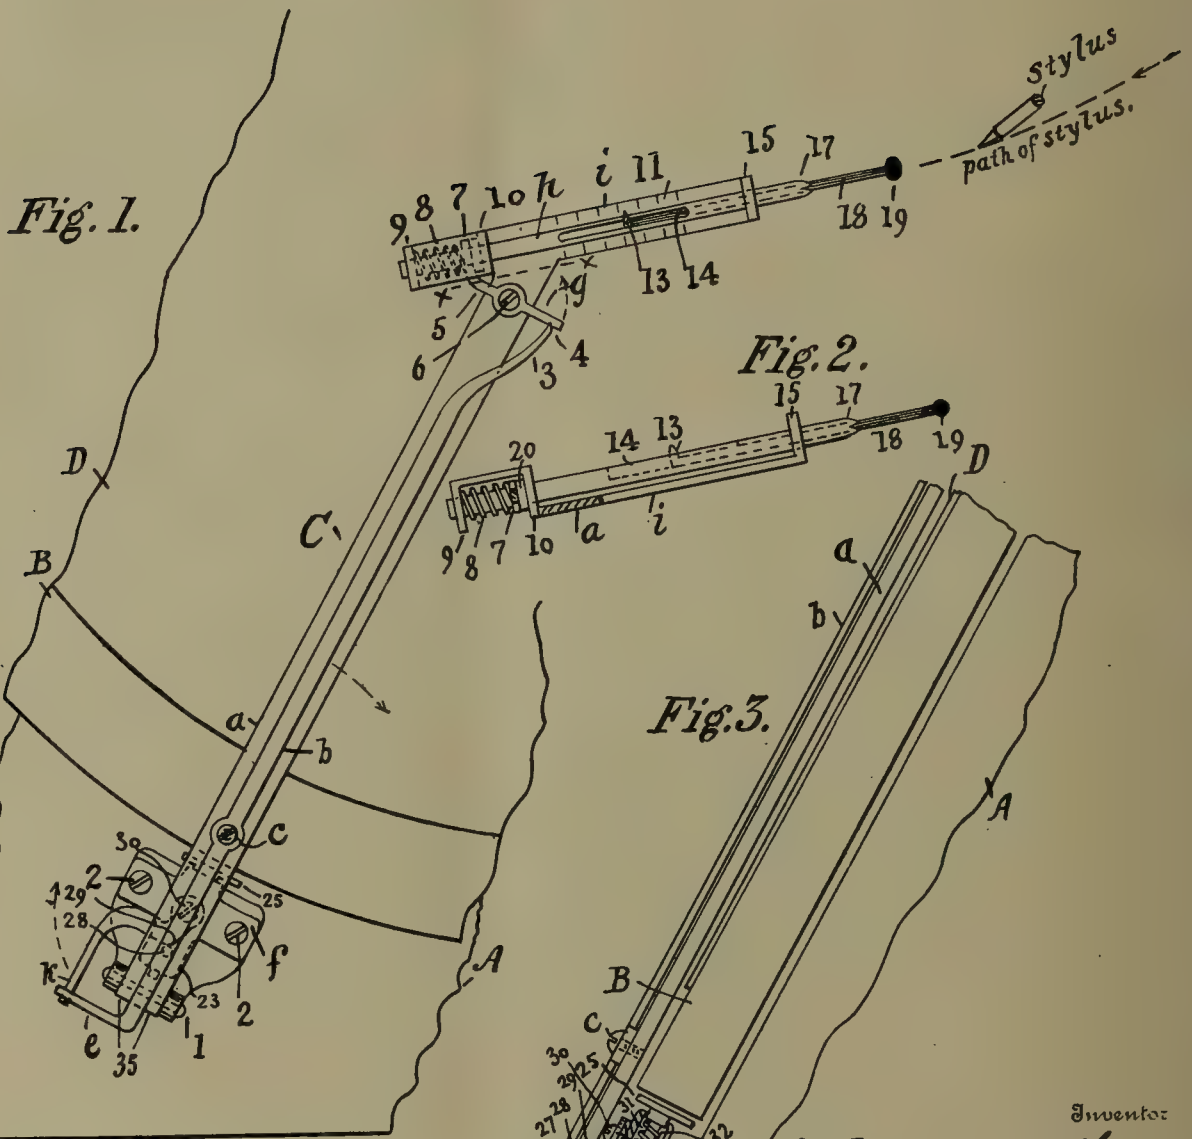 stylus
path of stylus.
Fig. 1.
9 8 7 10 h i 11 15 17
18 19
13 14
x x g
5
6
3 4
Fig. 2.
15 17
18 19
14 13
20
9 8 7 10 a i
D
D
C
B
a
b
Fig. 3.
a
b
A
c
30
2
29
28
25
k
f
A
23
2
e
35
1
B
c
30
29 25
27 28
31
32
Inventor